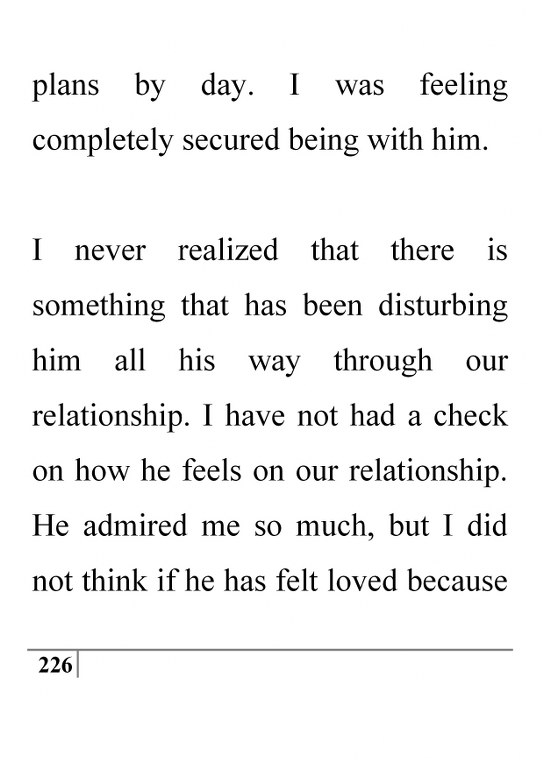 plans by day. I was feeling
completely secured being with him.
I never realized that there is
something that has been disturbing
him all his way through our
relationship. I have not had a check
on how he feels on our relationship.
He admired me so much, but I did
not think if he has felt loved because
226